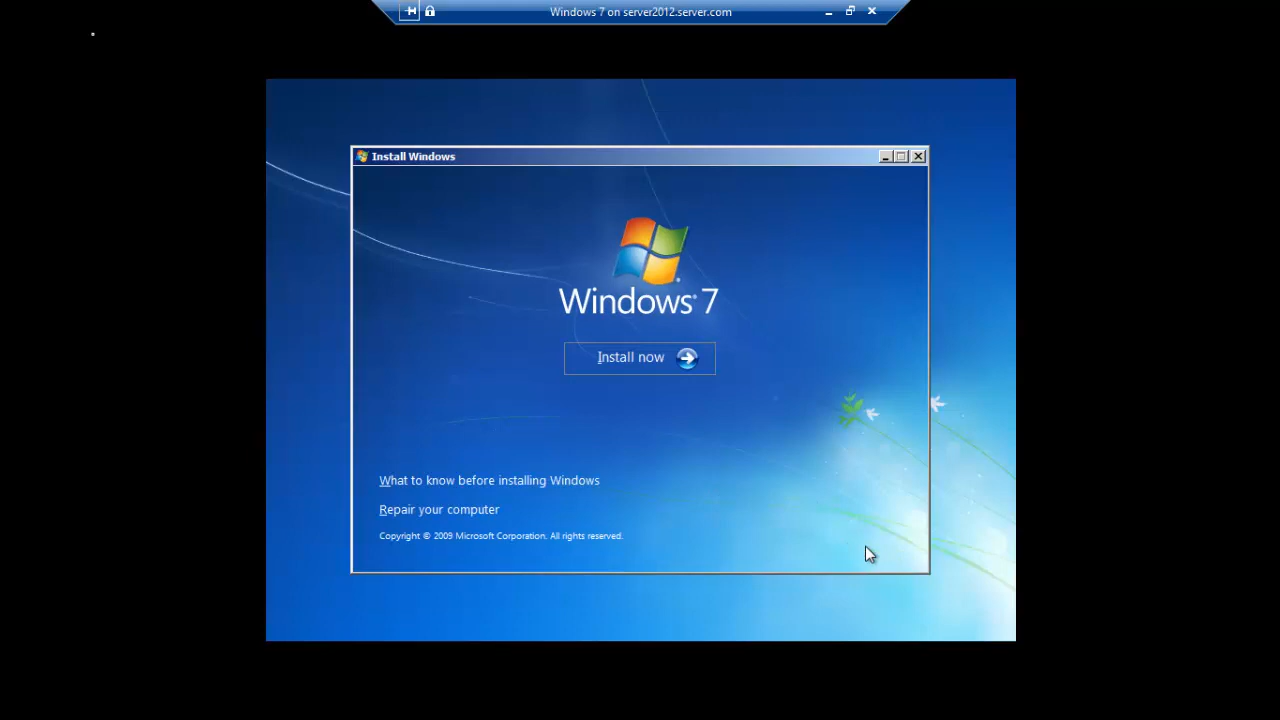 Windows 7 on server2012.server.com
Install Windows
Windows® 7
Install now
What to know before installing Windows
Repair your computer
Copyright © 2009 Microsoft Corporation. All rights reserved.